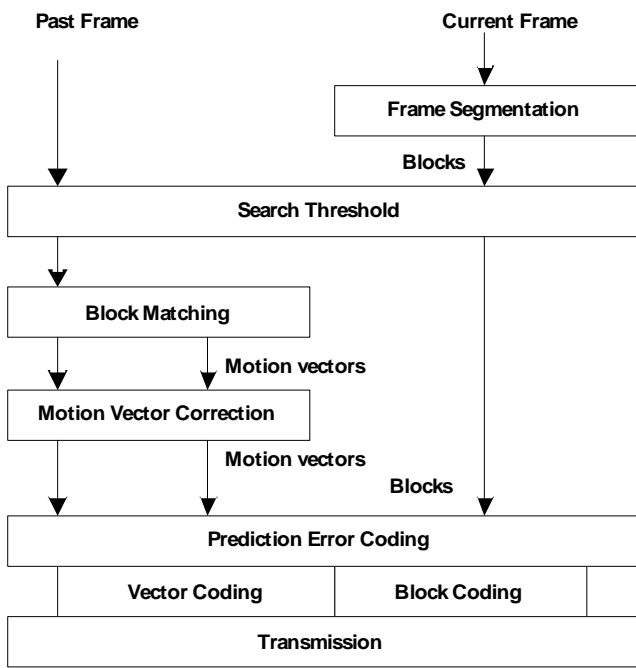 Past Frame
Current Frame
Frame Segmentation
Blocks
Search Threshold
Block Matching
Motion vectors
Motion Vector Correction
Motion vectors
Blocks
Prediction Error Coding
Vector Coding
Block Coding
Transmission